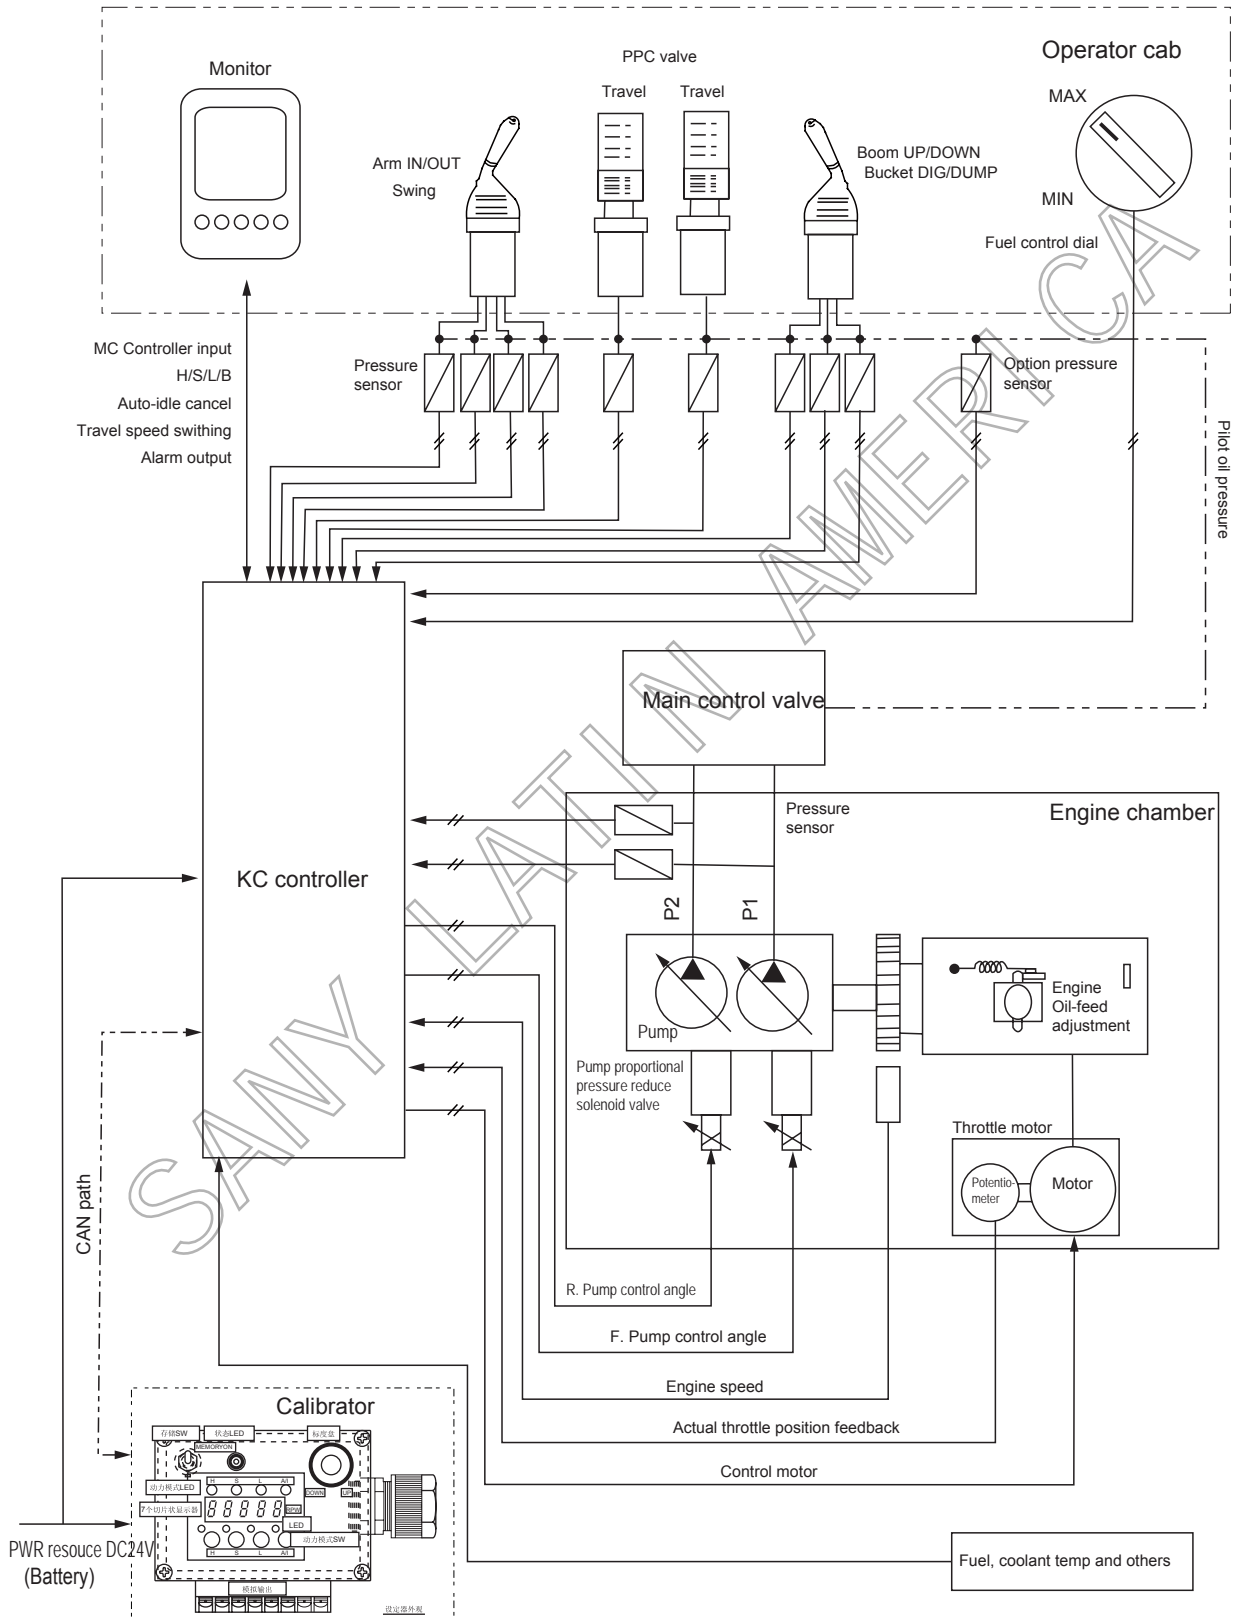 Operator cab
PPC valve
Monitor
Travel
Travel
MAX
Arm IN/OUT
Swing
Boom UP/DOWN
Bucket DIG/DUMP
MIN
Fuel control dial
MC Controller input
H/S/L/B
Auto-idle cancel
Travel speed swithing
Alarm output
Pressure
sensor
Option pressure
sensor
Pilot oil pressure
Main control valve
Pressure
sensor
Engine chamber
KC controller
P2
P1
Pump
Engine
Oil-feed
adjustment
Pump proportional
pressure reduce
solenoid valve
Throttle motor
Potentio-
meter
Motor
CAN path
R. Pump control angle
F. Pump control angle
Engine speed
Actual throttle position feedback
Control motor
Fuel, coolant temp and others
Calibrator
存储SW
状态LED
标度盘
MEMORYON
动力模式LED
H S L A/I
DOWN UP
7个切片状显示器
88888
RPW
LED
动力模式SW
H S L A/I
模拟输出
设定器外观
PWR resouce DC24V
(Battery)
SANY LATIN AMERICA